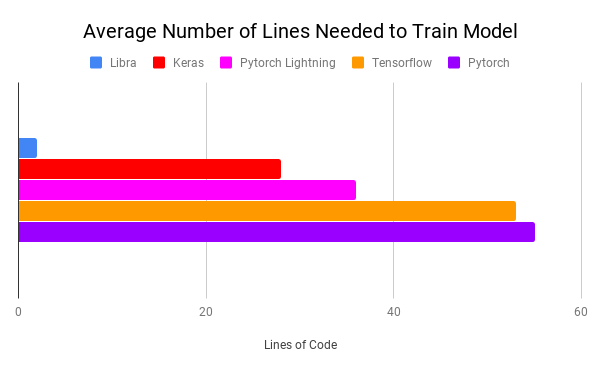 Average Number of Lines Needed to Train Model
Libra Keras Pytorch Lightning Tensorflow Pytorch
0 20 40 60
Lines of Code